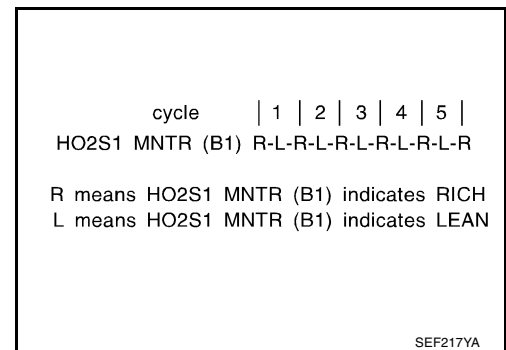 cycle | 1 | 2 | 3 | 4 | 5 |
HO2S1 MNTR (B1) R-L-R-L-R-L-R-L-R-L-R
R means HO2S1 MNTR (B1) indicates RICH
L means HO2S1 MNTR (B1) indicates LEAN
SEF217YA